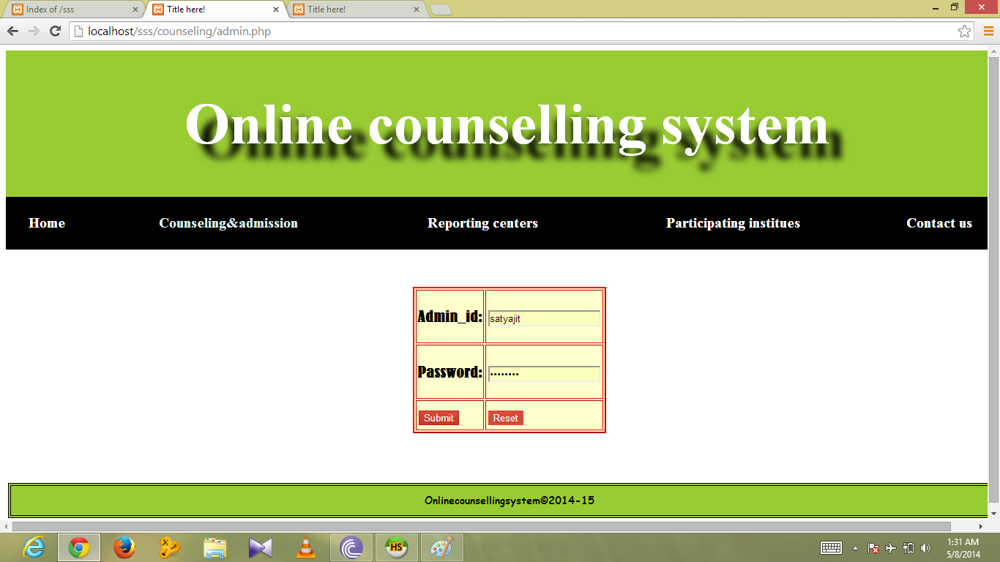 Index of /sss
Title here!
Title here!
localhost/sss/counseling/admin.php
Online counselling system
Home Counseling&admission Reporting centers Participating institues Contact us
Admin_id: satyajit
Password: ••••••••
Submit Reset
Onlinecounsellingsystem©2014-15
HS
1:31 AM
5/8/2014